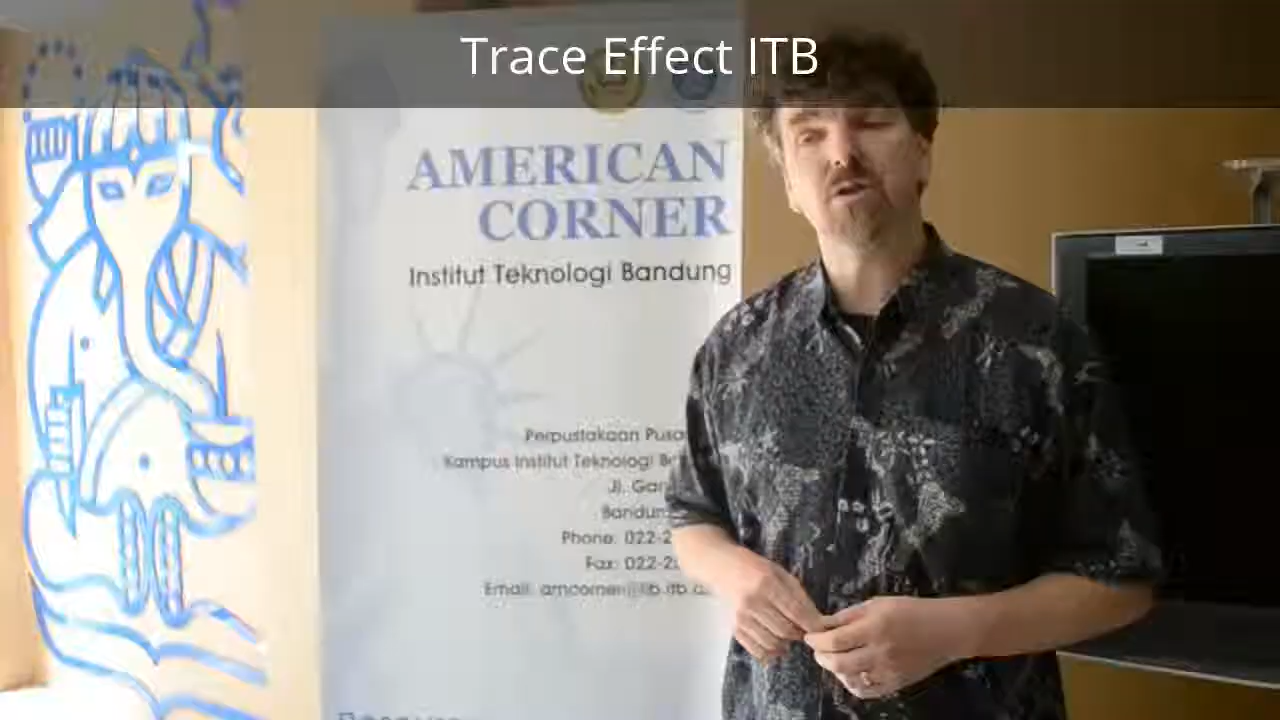 Trace Effect ITB
AMERICAN
CORNER
Institut Teknologi Bandung
Perpustakaan
Kampus Institut Teknologi
Jl.
Phone: 022-2
Fax: 022-2
Email: